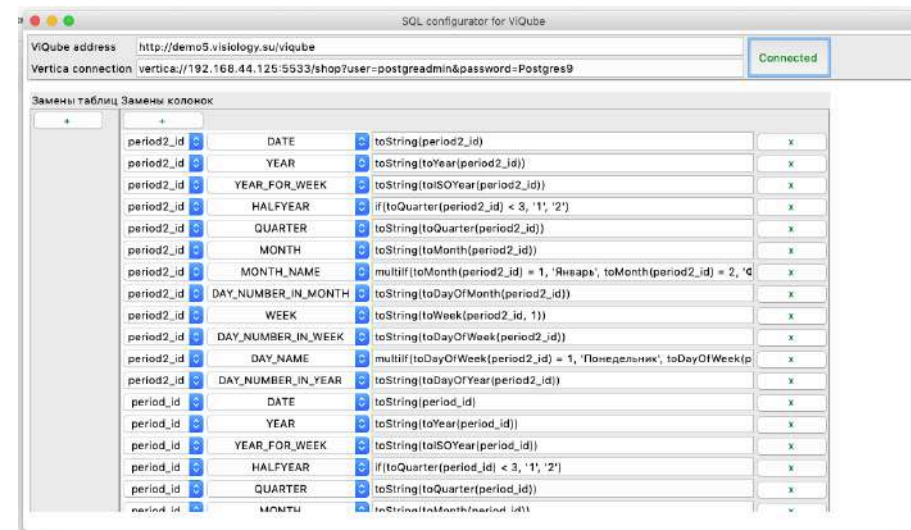 SQL configurator for ViQube
ViQube address http://demo5.visiology.su/viqube
Vertica connection vertica://192.168.44.125:5533/shop?user=postgreadmin&password=Postgres9
Connected
Замены таблиц Замены колонок
+ +
period2_id DATE toString(period2_id) x
period2_id YEAR toString(toYear(period2_id)) x
period2_id YEAR_FOR_WEEK toString(toISOYear(period2_id)) x
period2_id HALFYEAR if(toQuarter(period2_id) < 3, '1', '2') x
period2_id QUARTER toString(toQuarter(period2_id)) x
period2_id MONTH toString(toMonth(period2_id)) x
period2_id MONTH_NAME multiIf(toMonth(period2_id) = 1, 'Январь', toMonth(period2_id) = 2, 'Ф x
period2_id DAY_NUMBER_IN_MONTH toString(toDayOfMonth(period2_id)) x
period2_id WEEK toString(toWeek(period2_id, 1)) x
period2_id DAY_NUMBER_IN_WEEK toString(toDayOfWeek(period2_id)) x
period2_id DAY_NAME multiIf(toDayOfWeek(period2_id) = 1, 'Понедельник', toDayOfWeek(p x
period2_id DAY_NUMBER_IN_YEAR toString(toDayOfYear(period2_id)) x
period_id DATE toString(period_id) x
period_id YEAR toString(toYear(period_id)) x
period_id YEAR_FOR_WEEK toString(toISOYear(period_id)) x
period_id HALFYEAR if(toQuarter(period_id) < 3, '1', '2') x
period_id QUARTER toString(toQuarter(period_id)) x
period_id MONTH toString(toMonth(period_id)) x